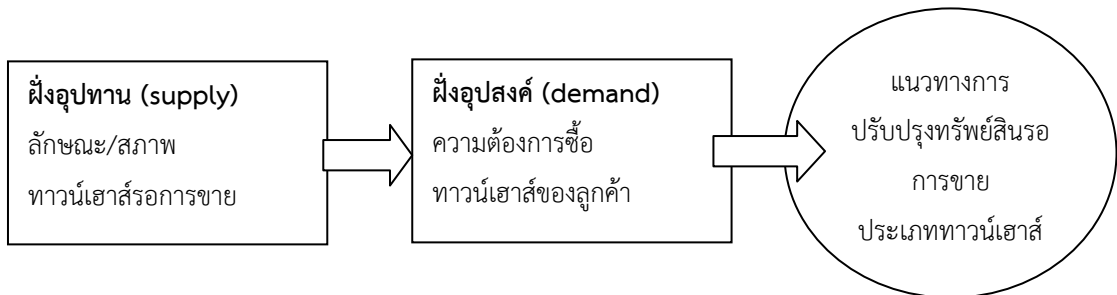 ฝั่งอุปทาน (supply)
ลักษณะ/สภาพ
ทาวน์เฮาส์รอการขาย
ฝั่งอุปสงค์ (demand)
ความต้องการซื้อ
ทาวน์เฮาส์ของลูกค้า
แนวทางการ
ปรับปรุงทรัพย์สินรอ
การขาย
ประเภททาวน์เฮาส์